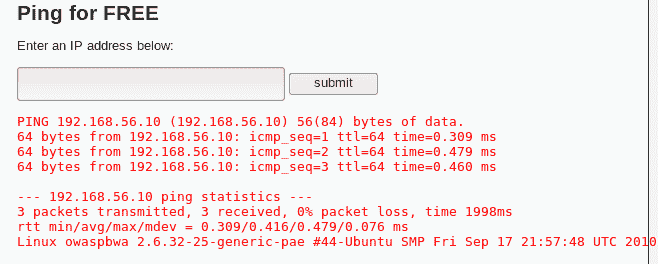 Ping for FREE
Enter an IP address below:
submit
PING 192.168.56.10 (192.168.56.10) 56(84) bytes of data.
64 bytes from 192.168.56.10: icmp_seq=1 ttl=64 time=0.309 ms
64 bytes from 192.168.56.10: icmp_seq=2 ttl=64 time=0.479 ms
64 bytes from 192.168.56.10: icmp_seq=3 ttl=64 time=0.460 ms
--- 192.168.56.10 ping statistics ---
3 packets transmitted, 3 received, 0% packet loss, time 1998ms
rtt min/avg/max/mdev = 0.309/0.416/0.479/0.076 ms
Linux owaspbwa 2.6.32-25-generic-pae #44-Ubuntu SMP Fri Sep 17 21:57:48 UTC 2010